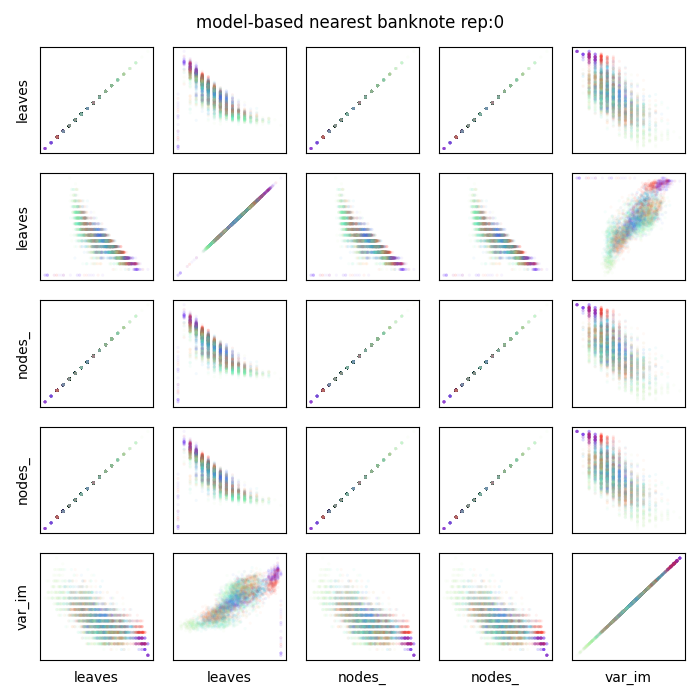 model-based nearest banknote rep:0
leaves
leaves
nodes_
nodes_
var_im
leaves
leaves
nodes_
nodes_
var_im